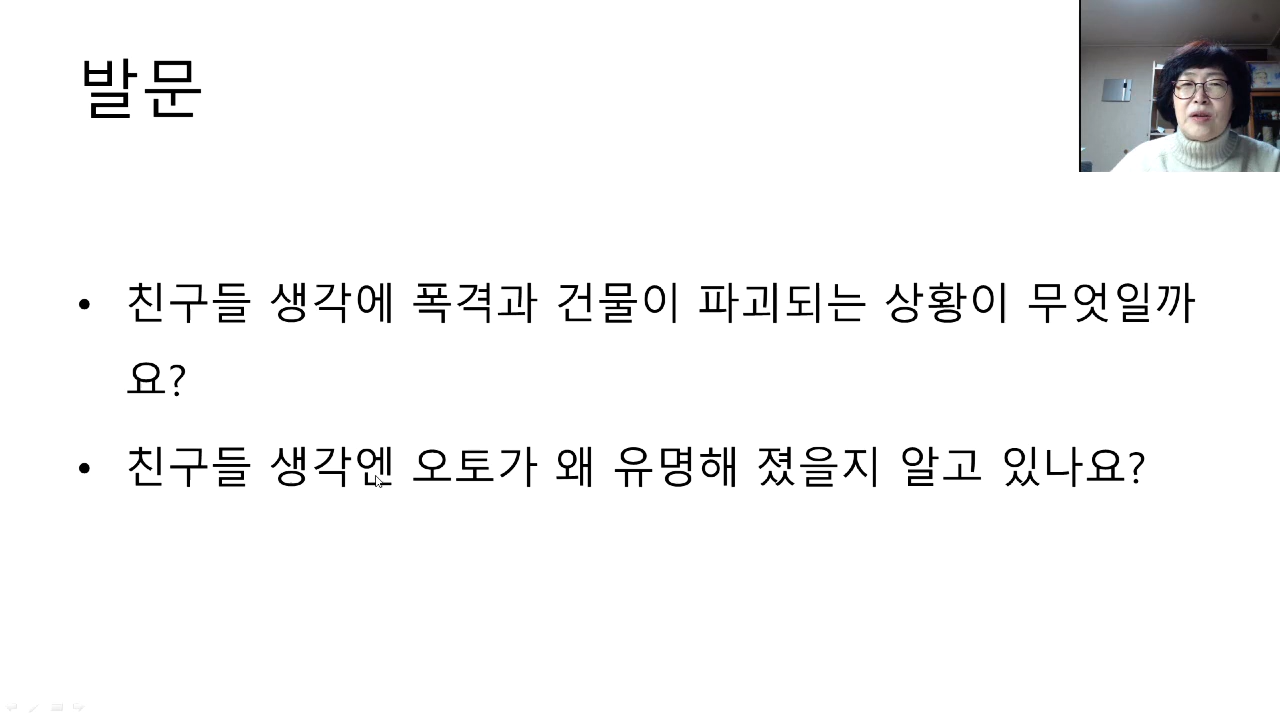 발문
• 친구들 생각에 폭격과 건물이 파괴되는 상황이 무엇일까
요?
• 친구들 생각엔 오토가 왜 유명해 졌을지 알고 있나요?